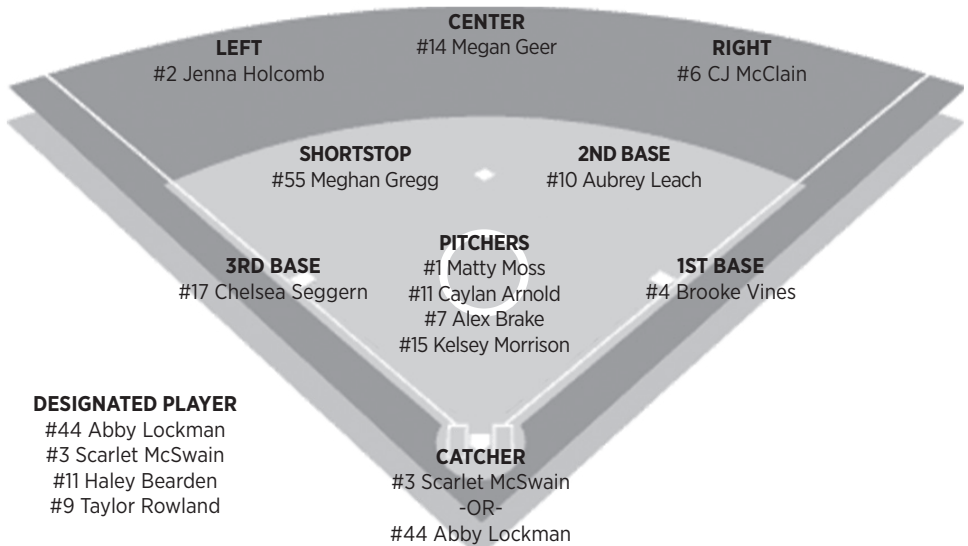 CENTER
#14 Megan Geer
LEFT
#2 Jenna Holcomb
RIGHT
#6 CJ McClain
SHORTSTOP
#55 Meghan Gregg
2ND BASE
#10 Aubrey Leach
PITCHERS
#1 Matty Moss
#11 Caylan Arnold
#7 Alex Brake
#15 Kelsey Morrison
3RD BASE
#17 Chelsea Seggern
1ST BASE
#4 Brooke Vines
DESIGNATED PLAYER
#44 Abby Lockman
#3 Scarlet McSwain
#11 Haley Bearden
#9 Taylor Rowland
CATCHER
#3 Scarlet McSwain
-OR-
#44 Abby Lockman